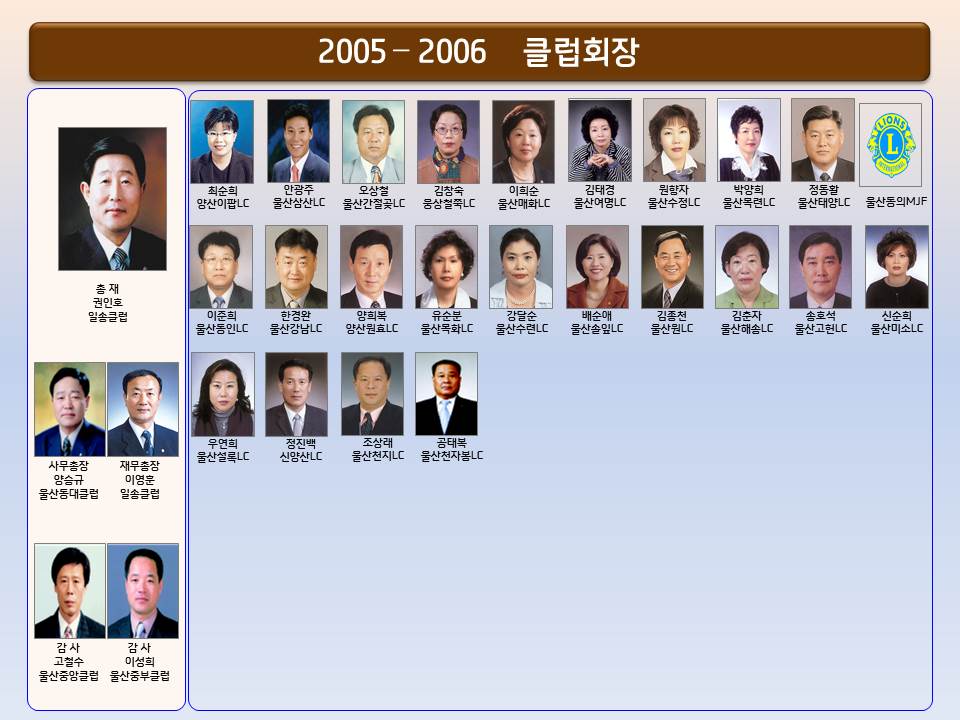 2005 – 2006 클럽회장
총 재
권인호
일송클럽
사무총장
양승규
울산동대클럽
재무총장
이영훈
일송클럽
감 사
고철수
울산중앙클럽
감 사
이성희
울산중부클럽
최순희
양산이팝LC
안광주
울산삼산LC
오상철
울산간절곶LC
김창숙
웅상철쭉LC
이희순
울산매화LC
김태경
울산여명LC
원향자
울산수정LC
박양희
울산목련LC
정동활
울산태양LC
LIONS
L
INTERNATIONAL
울산동의MJF
이준희
울산동인LC
한경완
울산강남LC
양희복
양산원효LC
유순분
울산목화LC
강달순
울산수련LC
배순애
울산솔잎LC
김종천
울산원LC
김춘자
울산해송LC
송호석
울산고헌LC
신순희
울산미소LC
우연희
울산설록LC
정진백
신양산LC
조상래
울산천지LC
공태복
울산천자봉LC